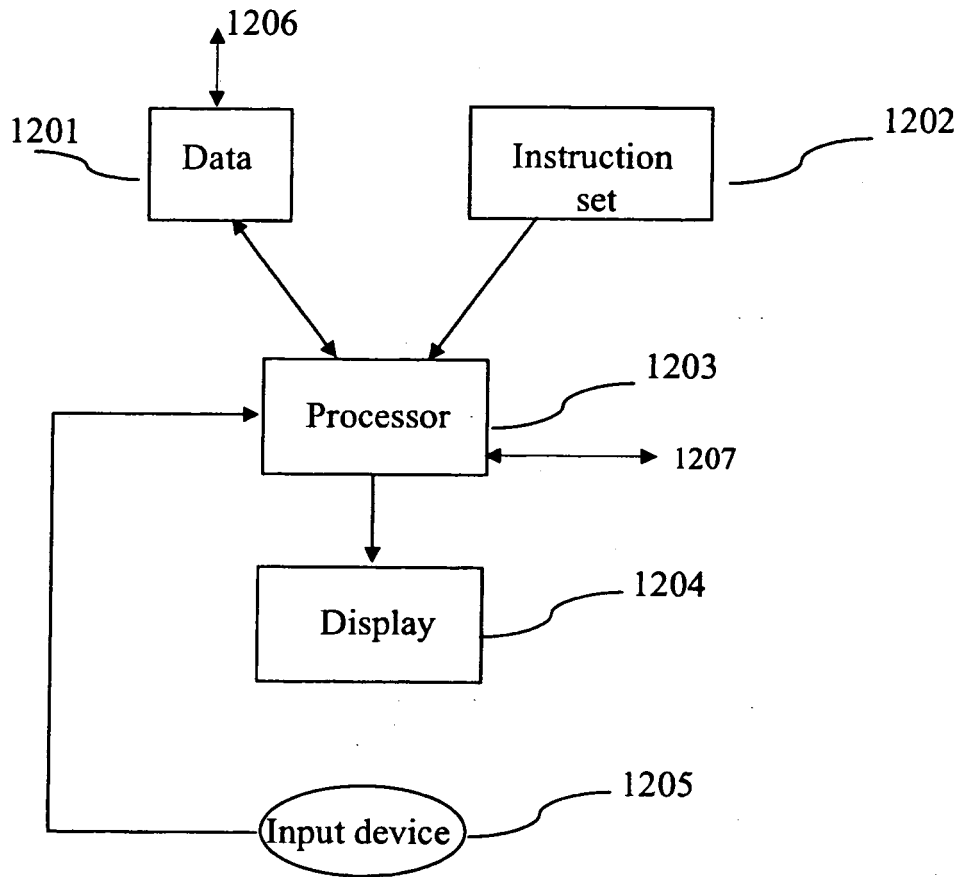 1206
1201
Data
Instruction
set
1202
1203
Processor
1207
1204
Display
1205
Input device